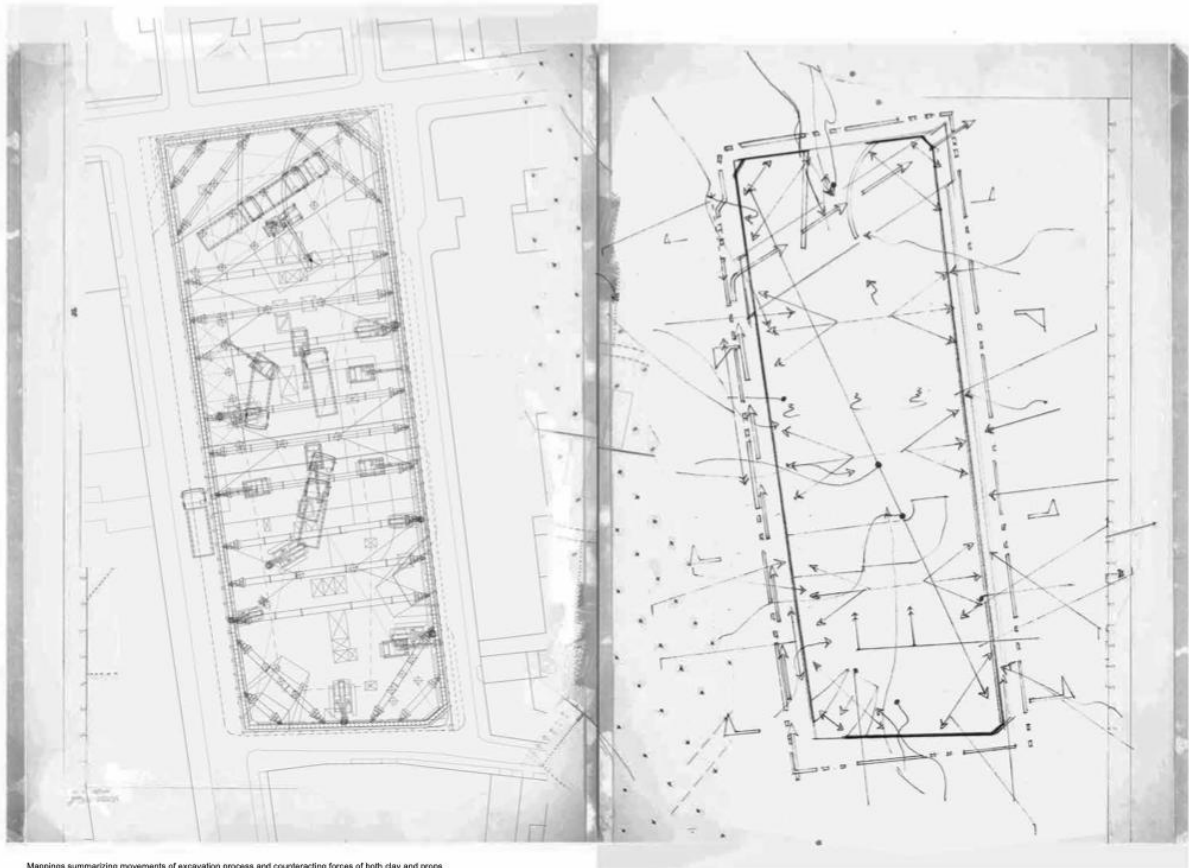 Mappings summarizing movements of excavation process and counteracting forces of both clay and props